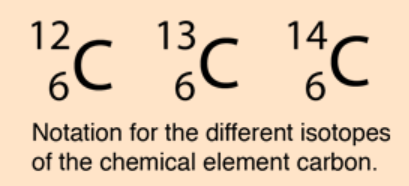 ¹²₆C ¹³₆C ¹⁴₆C
Notation for the different isotopes
of the chemical element carbon.